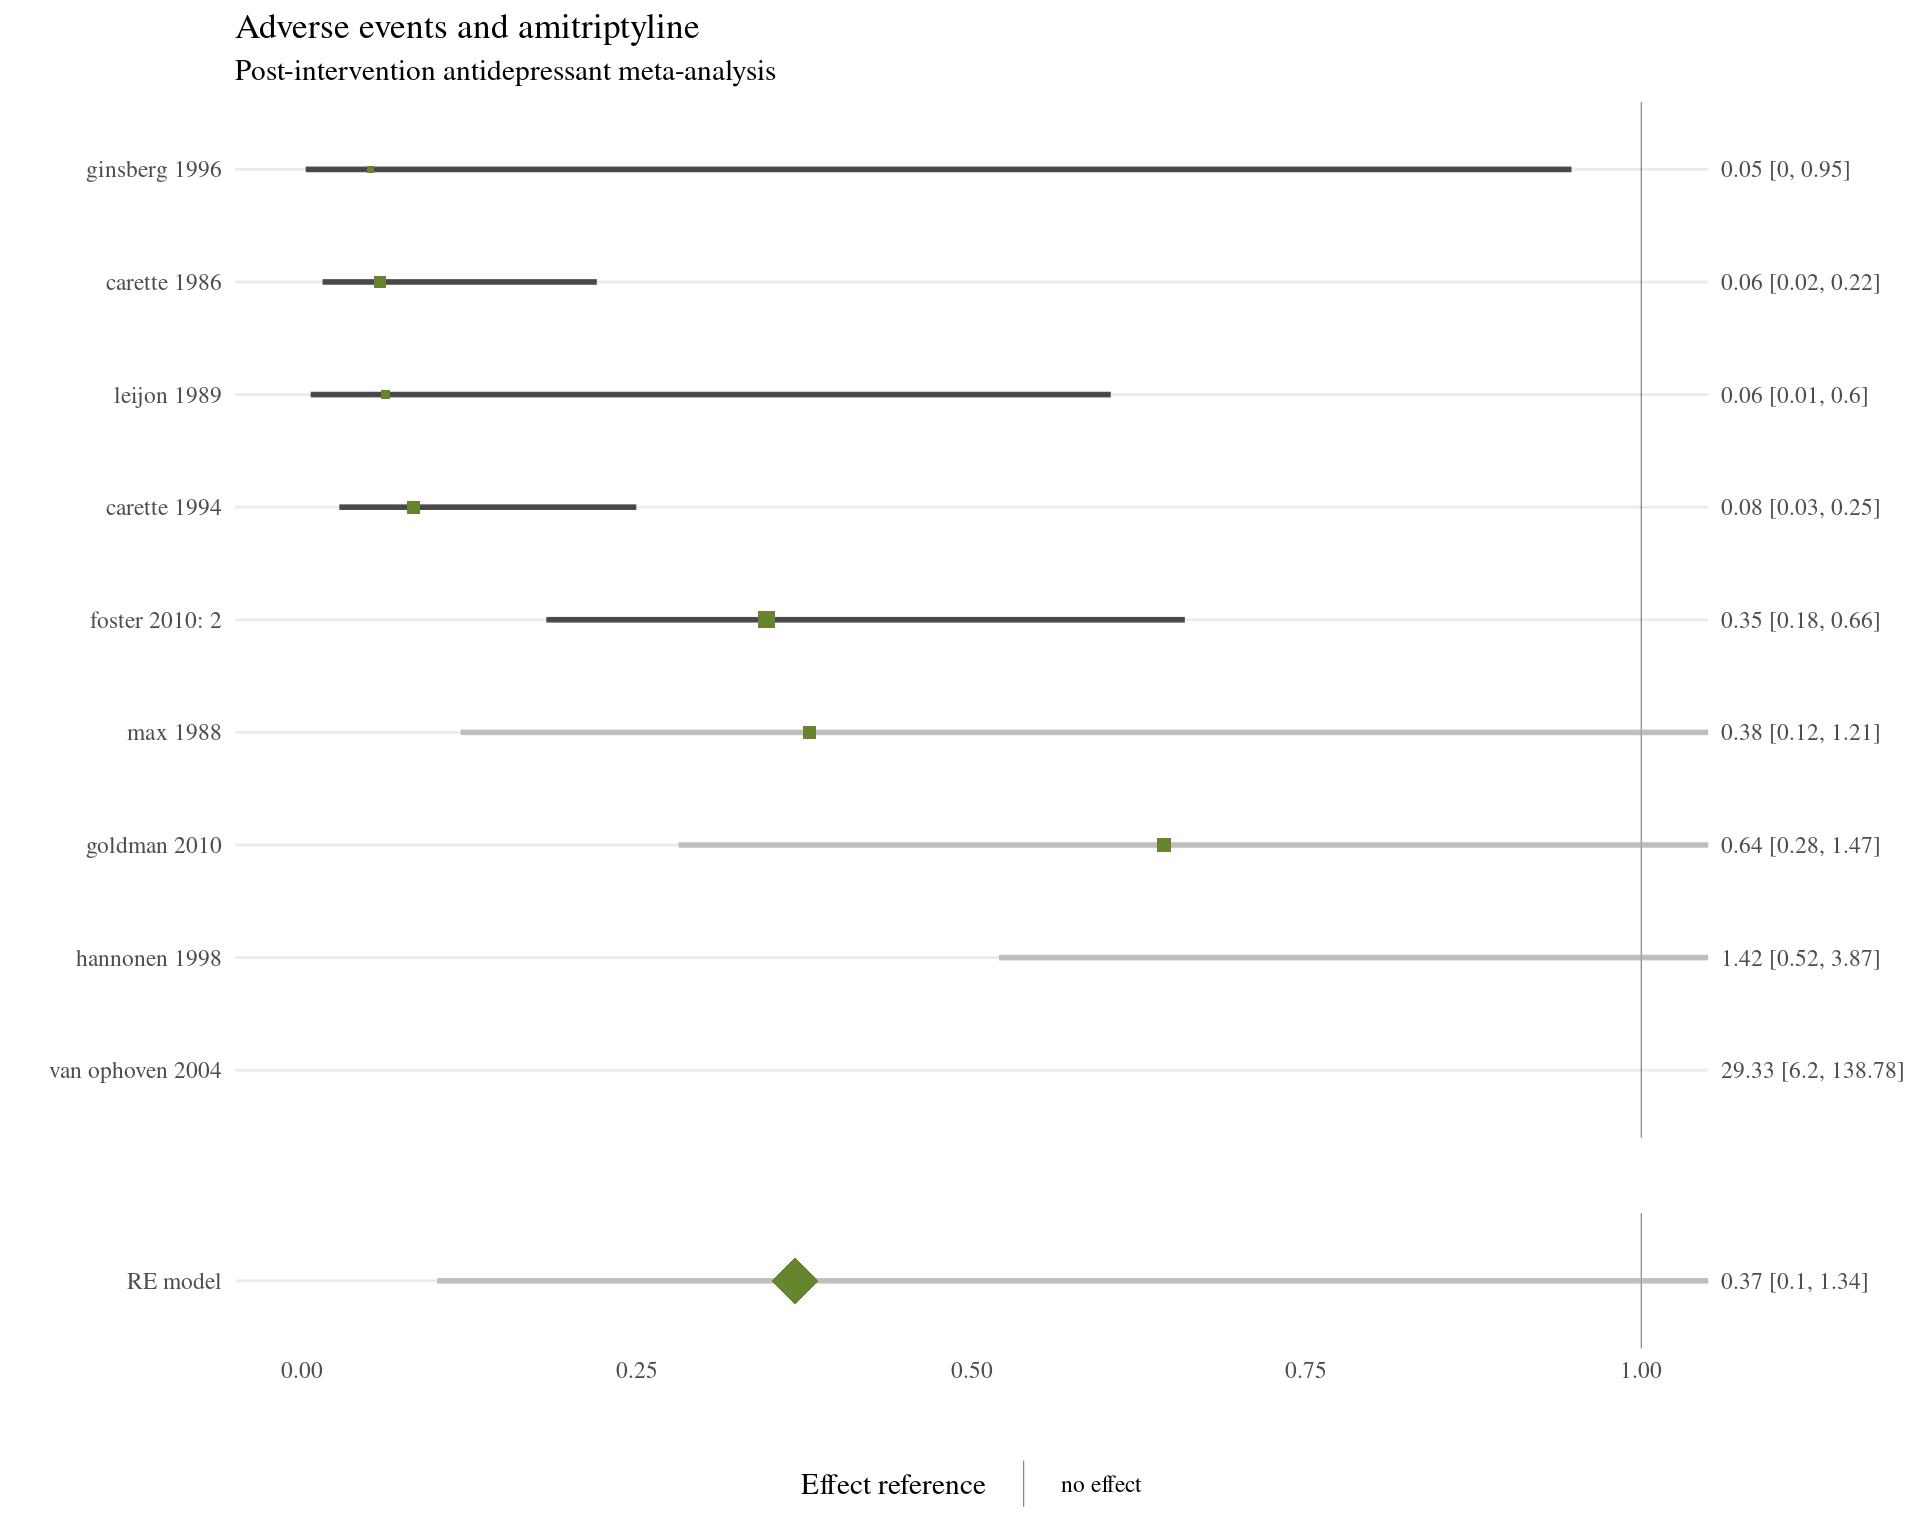 Adverse events and amitriptyline
Post-intervention antidepressant meta-analysis
ginsberg 1996 0.05 [0, 0.95]
carette 1986 0.06 [0.02, 0.22]
leijon 1989 0.06 [0.01, 0.6]
carette 1994 0.08 [0.03, 0.25]
foster 2010: 2 0.35 [0.18, 0.66]
max 1988 0.38 [0.12, 1.21]
goldman 2010 0.64 [0.28, 1.47]
hannonen 1998 1.42 [0.52, 3.87]
van ophoven 2004 29.33 [6.2, 138.78]
RE model 0.37 [0.1, 1.34]
0.00 0.25 0.50 0.75 1.00
Effect reference no effect